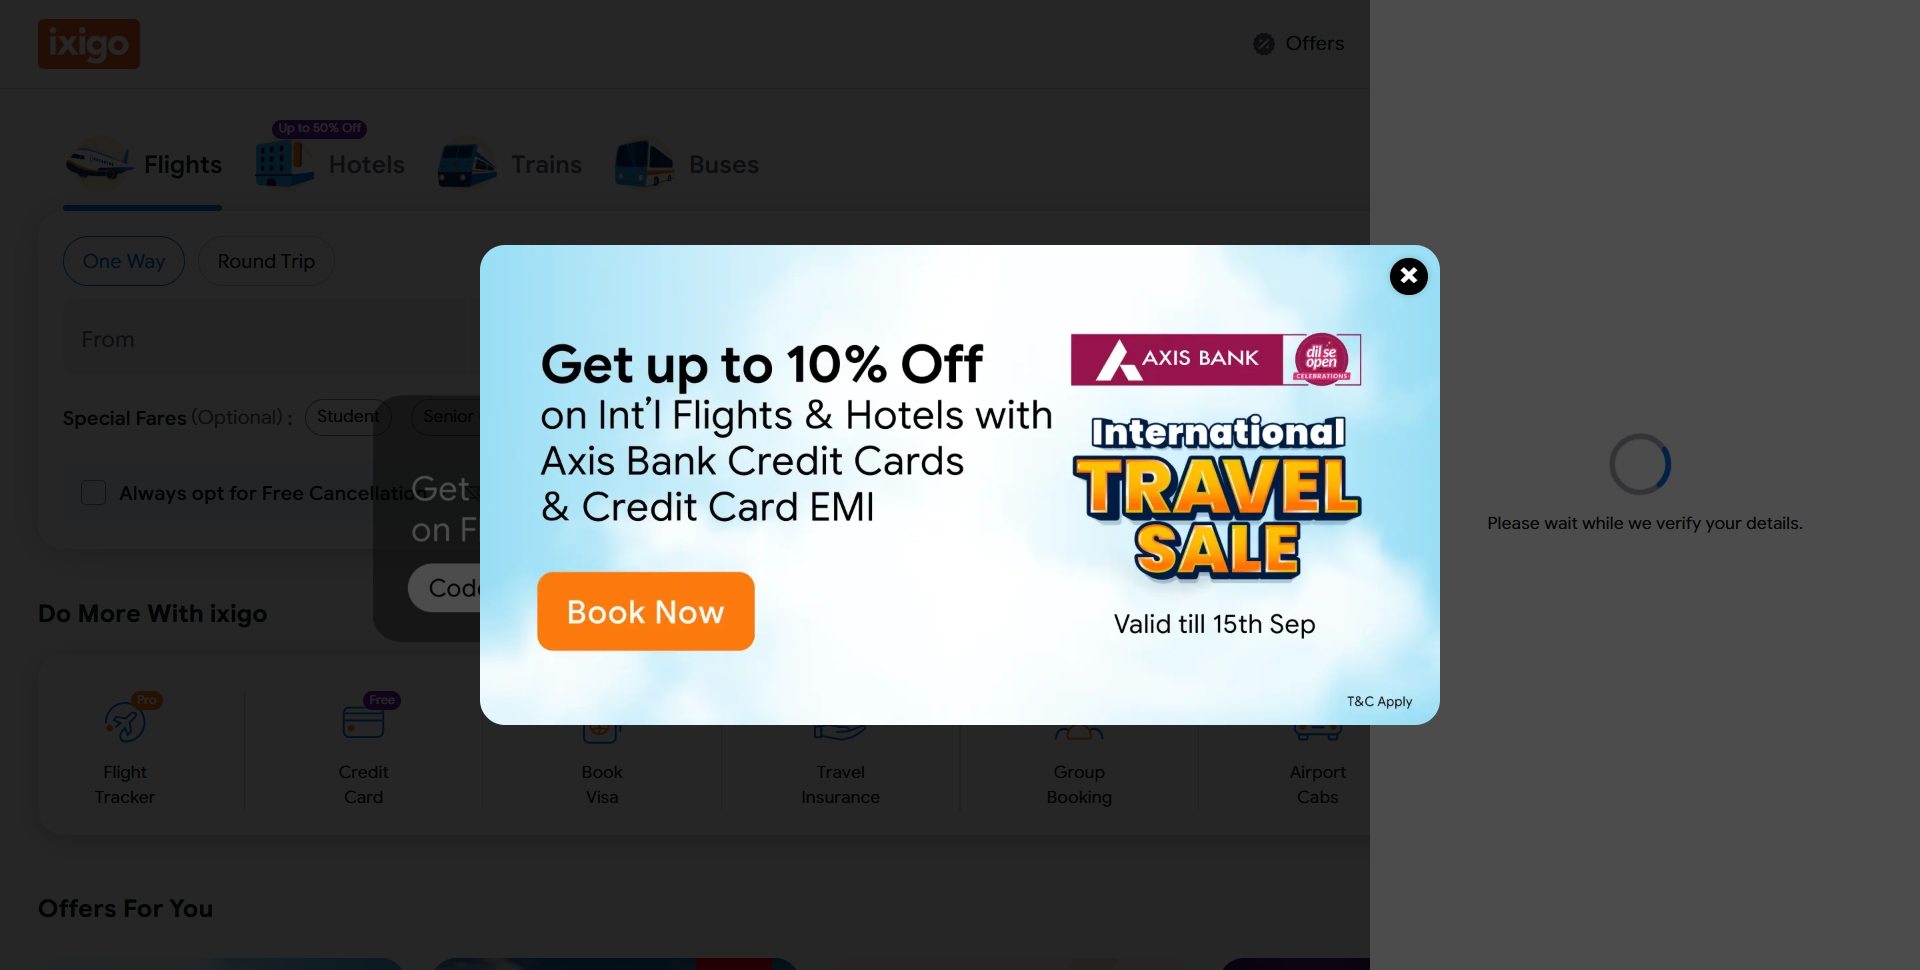 ixigo
Offers
Up to 50% Off
Flights
Hotels
Trains
Buses
One Way
Round Trip
From
Special Fares (Optional) :
Student
Senior
Always opt for Free Cancellation
Get
on F
Code
Get up to 10% Off
on Int'l Flights & Hotels with
Axis Bank Credit Cards
& Credit Card EMI
Book Now
AXIS BANK
dil se
open
CELEBRATIONS
International
TRAVEL
SALE
Valid till 15th Sep
T&C Apply
Please wait while we verify your details.
Do More With ixigo
Pro
Flight
Tracker
Free
Credit
Card
Book
Visa
Travel
Insurance
Group
Booking
Airport
Cabs
Offers For You